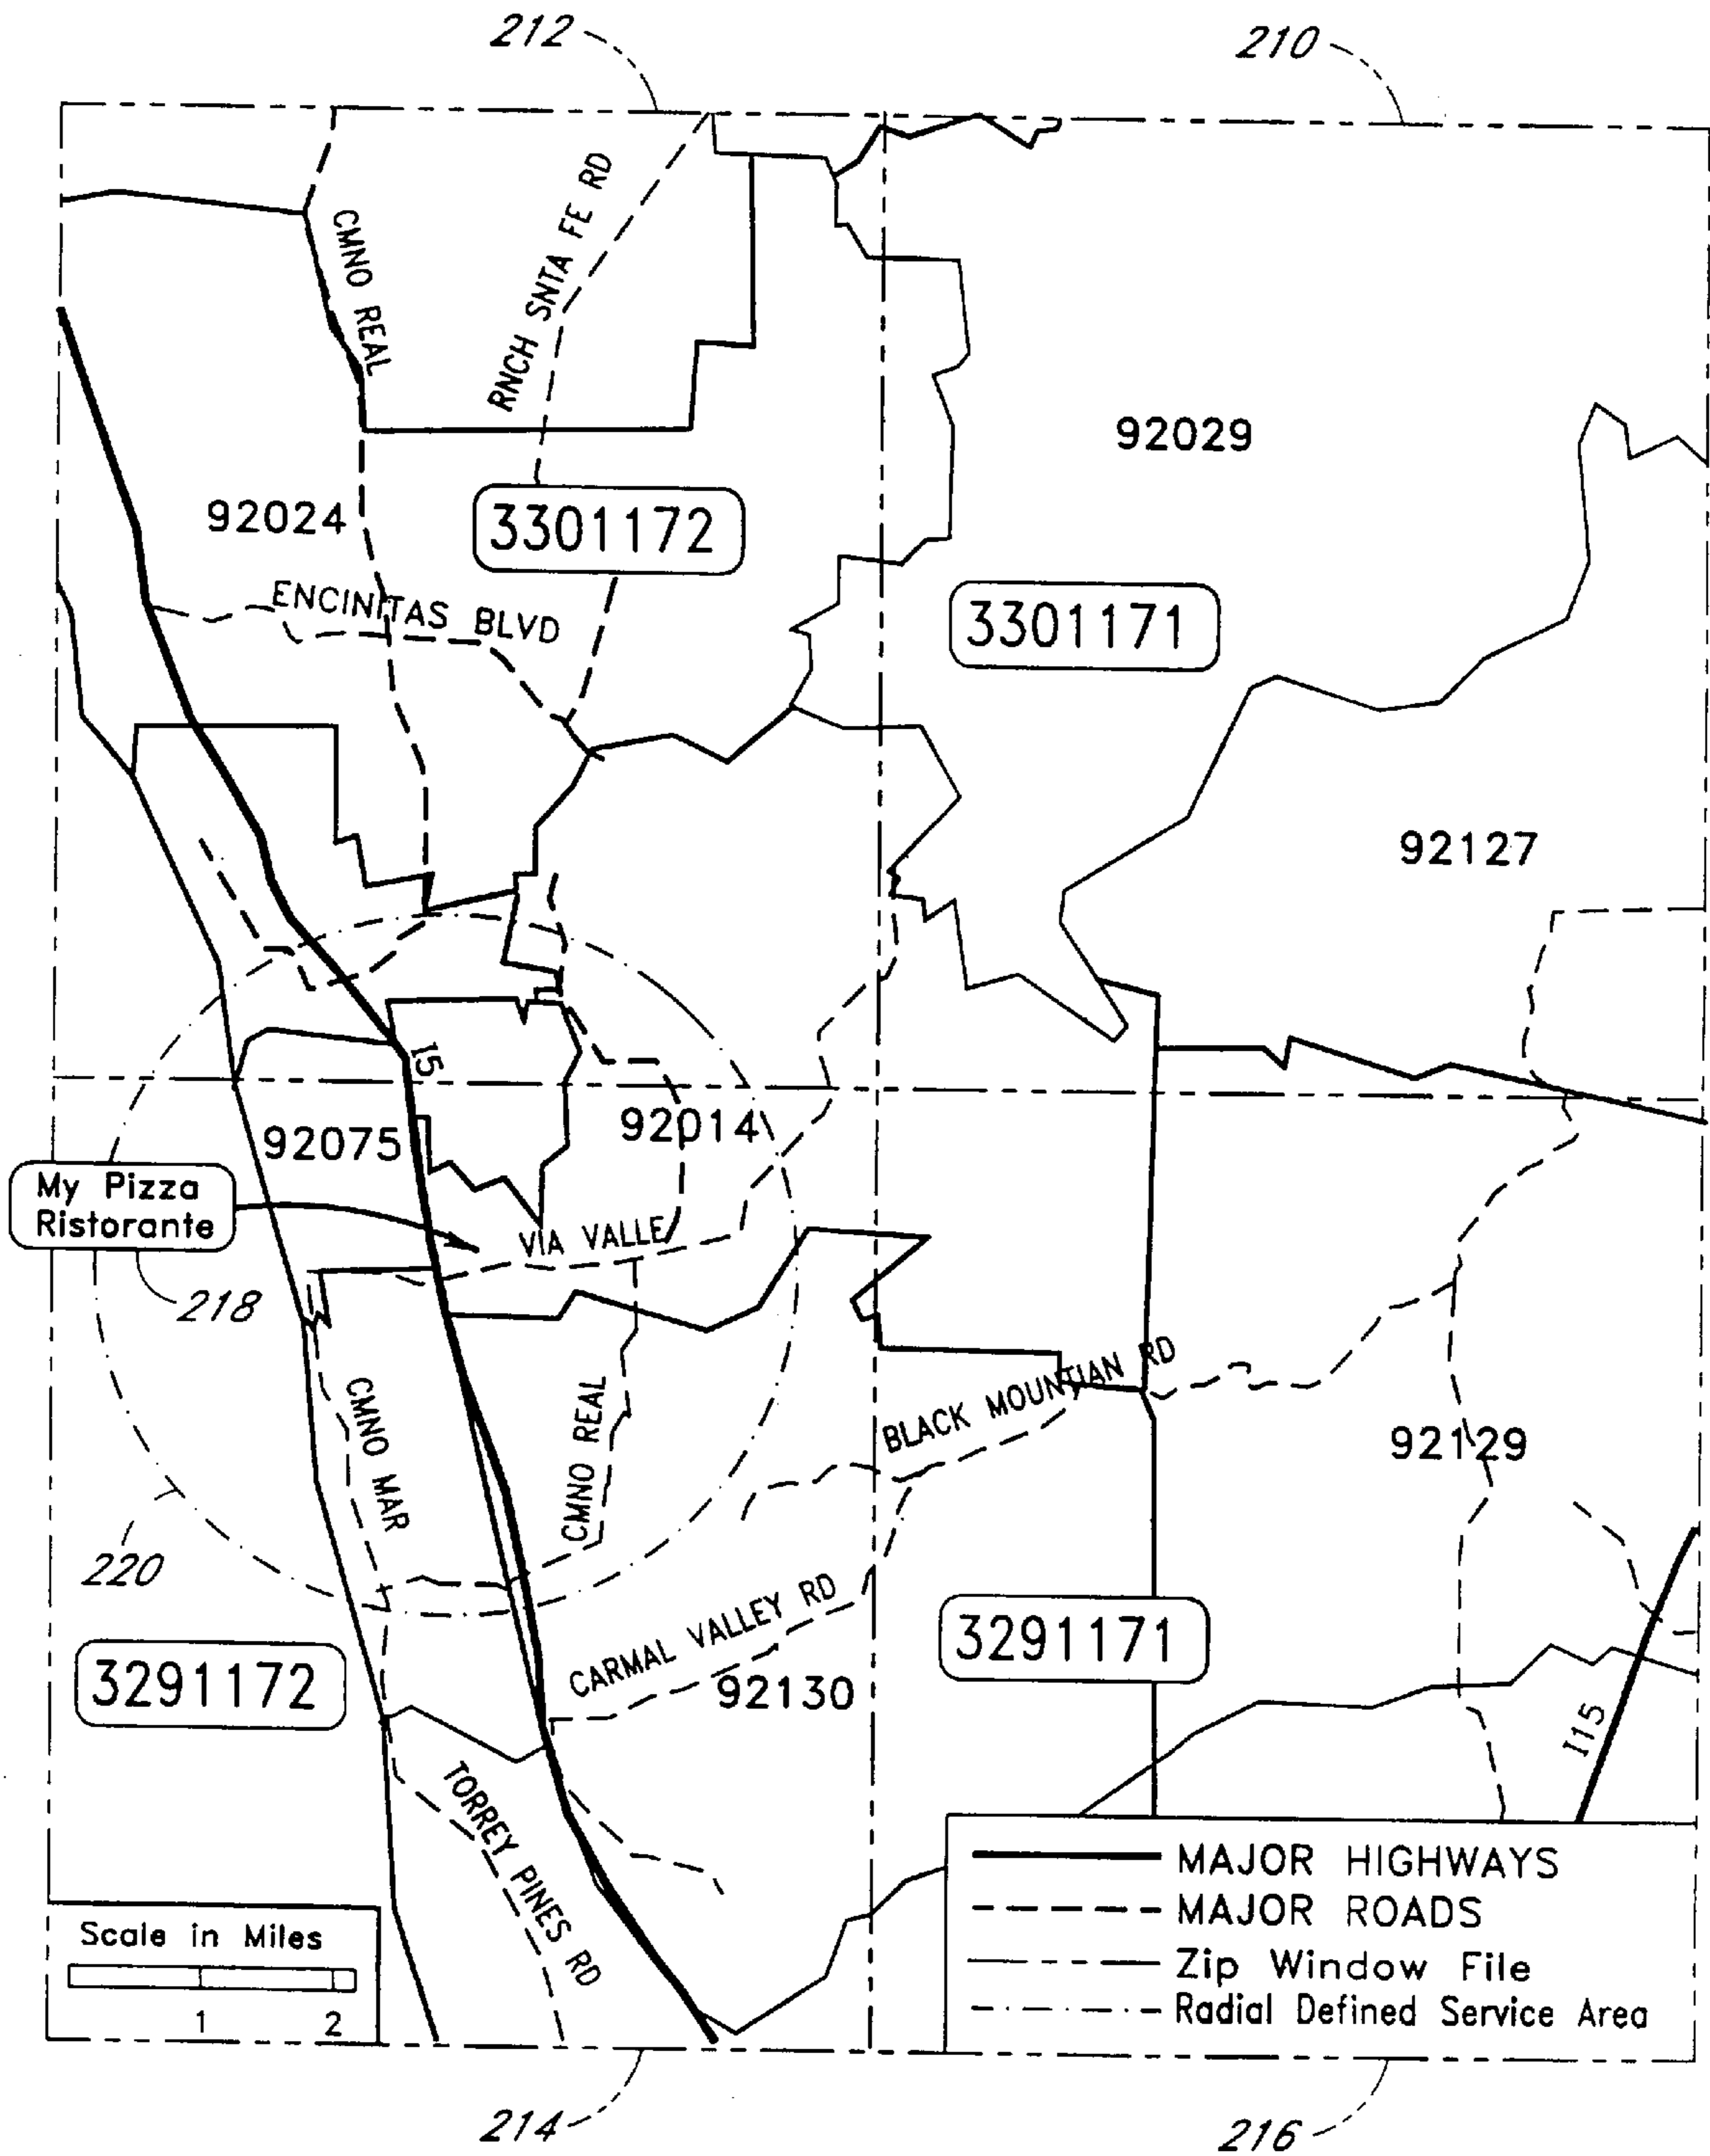 212
210
CMNO REAL
RNCH SNTA FE RD
92029
92024
3301172
ENCINITAS BLVD
3301171
92127
I5
92075
92014
My Pizza
Ristorante
VIA VALLE
218
CMNO MAR
CMNO REAL
BLACK MOUNTIAN RD
92129
220
CARMAL VALLEY RD
3291171
3291172
92130
I15
TORREY PINES RD
MAJOR HIGHWAYS
MAJOR ROADS
Zip Window File
Radial Defined Service Area
Scale in Miles
1 2
214
216